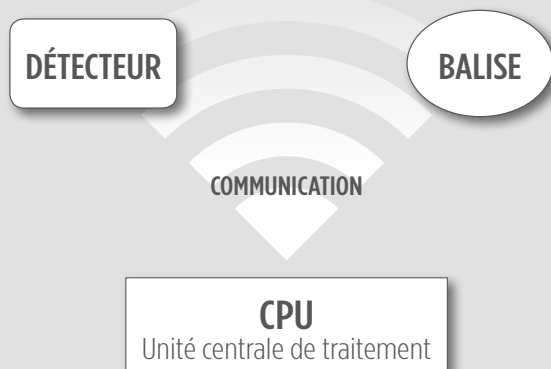 DÉTECTEUR
BALISE
COMMUNICATION
CPU
Unité centrale de traitement